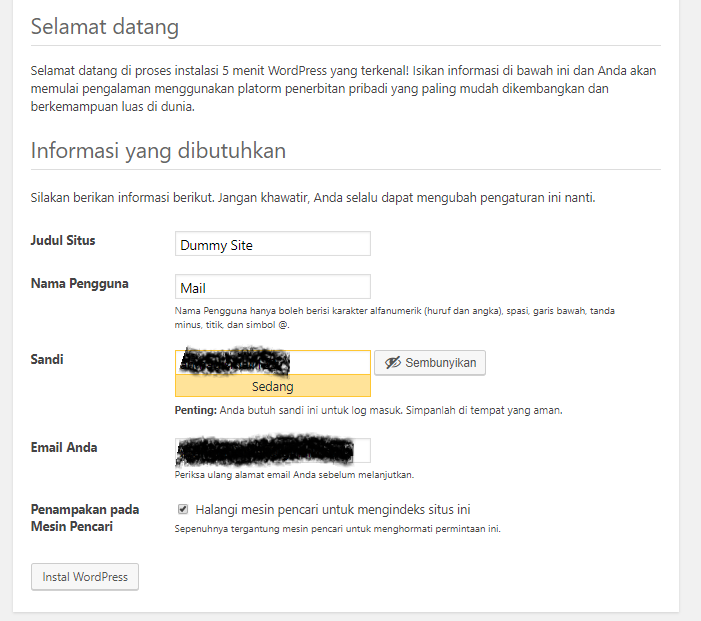 Selamat datang
Selamat datang di proses instalasi 5 menit WordPress yang terkenal! Isikan informasi di bawah ini dan Anda akan
memulai pengalaman menggunakan platorm penerbitan pribadi yang paling mudah dikembangkan dan
berkemampuan luas di dunia.
Informasi yang dibutuhkan
Silakan berikan informasi berikut. Jangan khawatir, Anda selalu dapat mengubah pengaturan ini nanti.
Judul Situs
Dummy Site
Nama Pengguna
Mail
Nama Pengguna hanya boleh berisi karakter alfanumerik (huruf dan angka), spasi, garis bawah, tanda
minus, titik, dan simbol @.
Sandi
Sembunyikan
Sedang
Penting: Anda butuh sandi ini untuk log masuk. Simpanlah di tempat yang aman.
Email Anda
Periksa ulang alamat email Anda sebelum melanjutkan.
Penampakan pada
Mesin Pencari
Halangi mesin pencari untuk mengindeks situs ini
Sepenuhnya tergantung mesin pencari untuk menghormati permintaan ini.
Instal WordPress